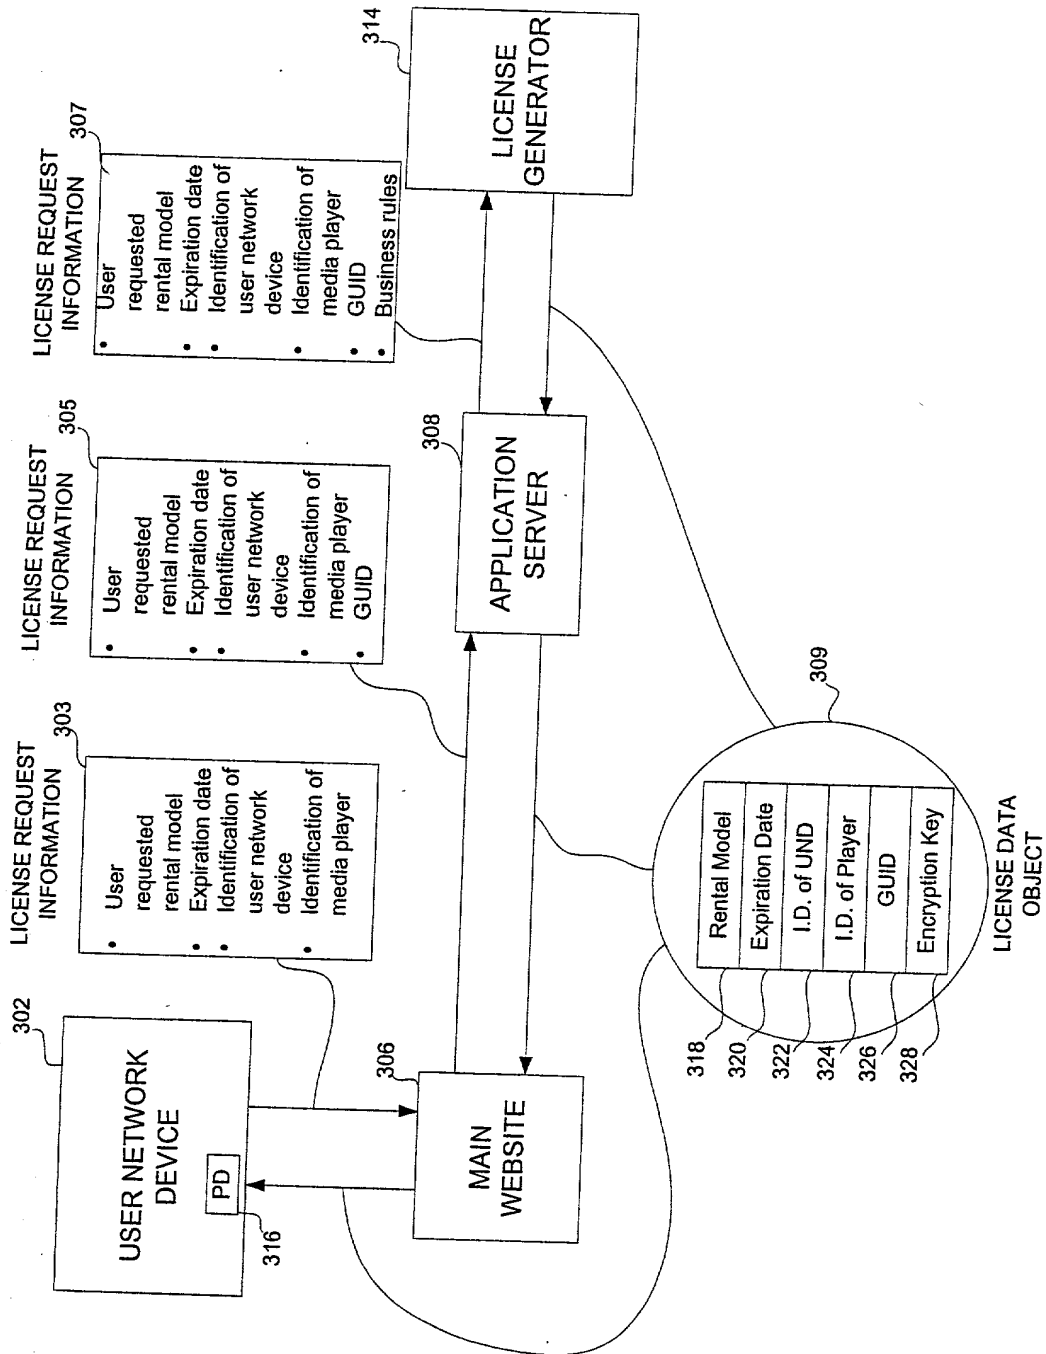 LICENSE REQUEST
INFORMATION
303
• User
requested
rental model
• Expiration date
• Identification of
user network
device
• Identification of
media player
LICENSE REQUEST
INFORMATION
305
• User
requested
rental model
• Expiration date
• Identification of
user network
device
• Identification of
media player
• GUID
LICENSE REQUEST
INFORMATION
307
• User
requested
rental model
• Expiration date
• Identification of
user network
device
• Identification of
media player
• GUID
• Business rules
302
USER NETWORK
DEVICE
PD
316
306
MAIN
WEBSITE
308
APPLICATION
SERVER
314
LICENSE
GENERATOR
309
318 Rental Model
320 Expiration Date
322 I.D. of UND
324 I.D. of Player
326 GUID
328 Encryption Key
LICENSE DATA
OBJECT